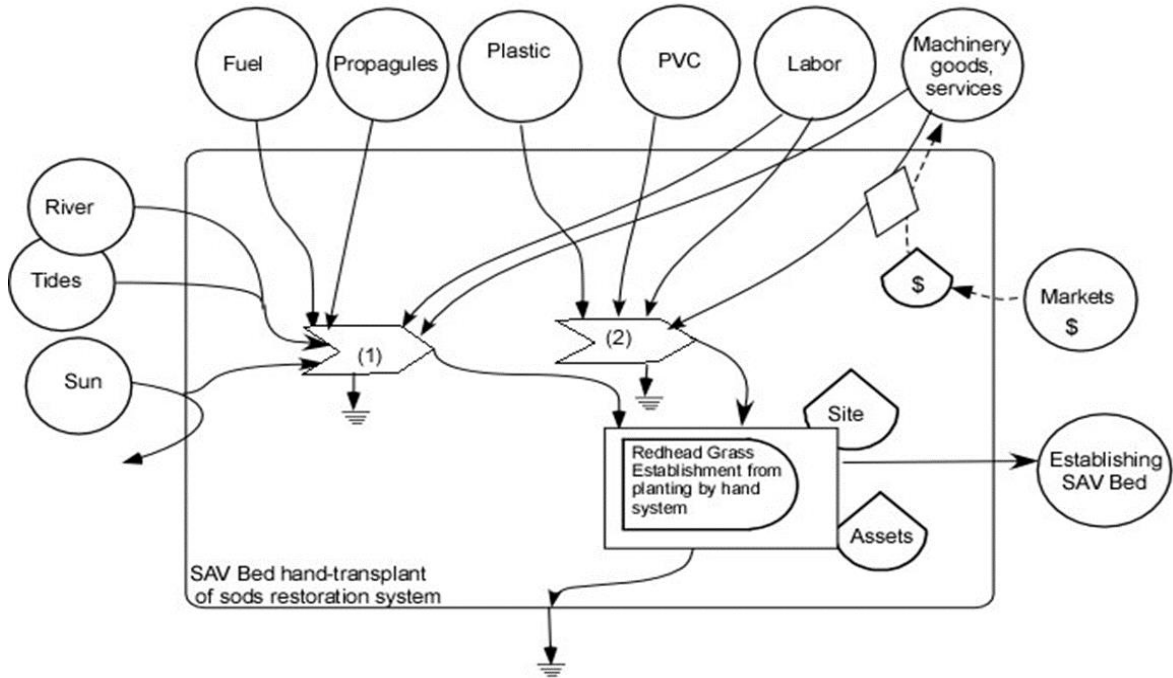 Fuel
Propagules
Plastic
PVC
Labor
Machinery
goods,
services
River
Tides
Sun
(1)
(2)
$
Markets
$
Site
Redhead Grass
Establishment from
planting by hand
system
Assets
Establishing
SAV Bed
SAV Bed hand-transplant
of sods restoration system